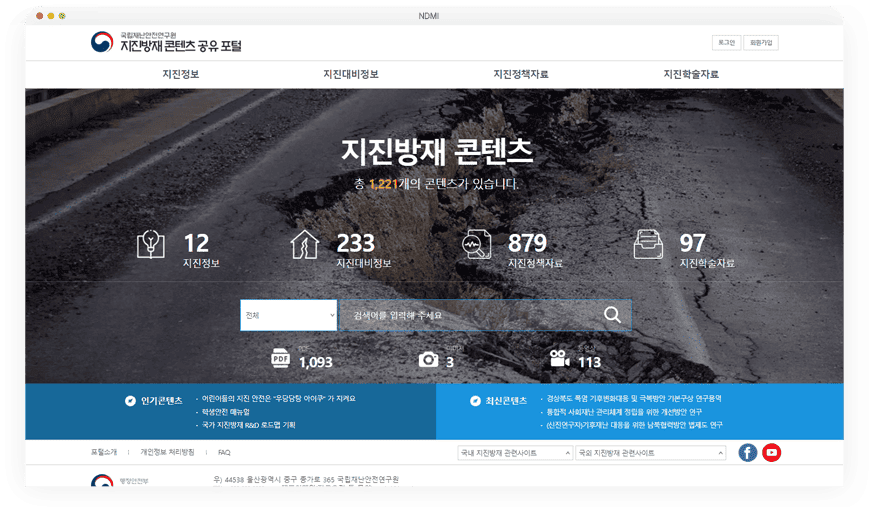 NDMI
국립재난안전연구원
지진방재 콘텐츠 공유 포털
로그인
회원가입
지진정보
지진대비정보
지진정책자료
지진학술자료
지진방재 콘텐츠
총 1,221개의 콘텐츠가 있습니다.
12
지진정보
233
지진대비정보
879
지진정책자료
97
지진학술자료
전체
검색어를 입력해 주세요
PDF
1,093
3
113
인기콘텐츠
· 어린이들의 지진 안전은 "우당탕탕 아이쿠" 가 지켜요
· 학생안전 매뉴얼
· 국가 지진방재 R&D 로드맵 기획
최신콘텐츠
· 경상북도 폭염 기후변화대응 및 극복방안 기본구상 연구용역
· 통합적 사회재난 관리체계 정립을 위한 개선방안 연구
· (신진연구자)기후재난 대응을 위한 남북협력방안 법제도 연구
포털소개
개인정보 처리방침
FAQ
국내 지진방재 관련사이트
국외 지진방재 관련사이트
행정안전부
우) 44538 울산광역시 중구 종가로 365 국립재난안전연구원